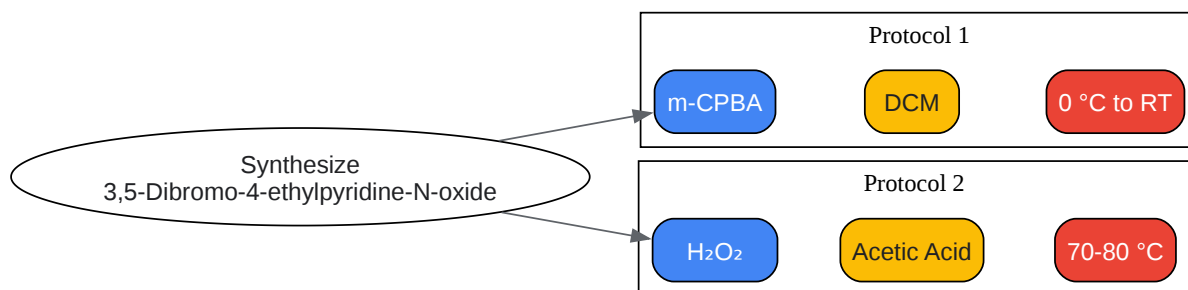 Protocol 1
m-CPBA
DCM
0 °C to RT
Synthesize
3,5-Dibromo-4-ethylpyridine-N-oxide
Protocol 2
H₂O₂
Acetic Acid
70-80 °C